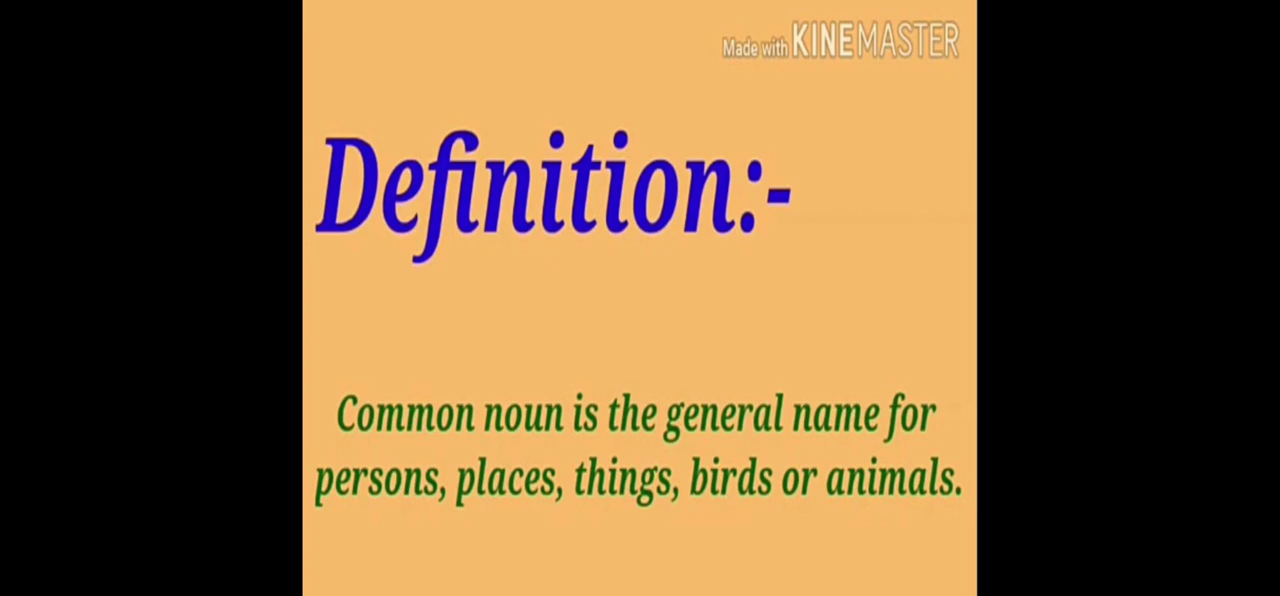 Made with KINEMASTER
Definition:-
Common noun is the general name for
persons, places, things, birds or animals.